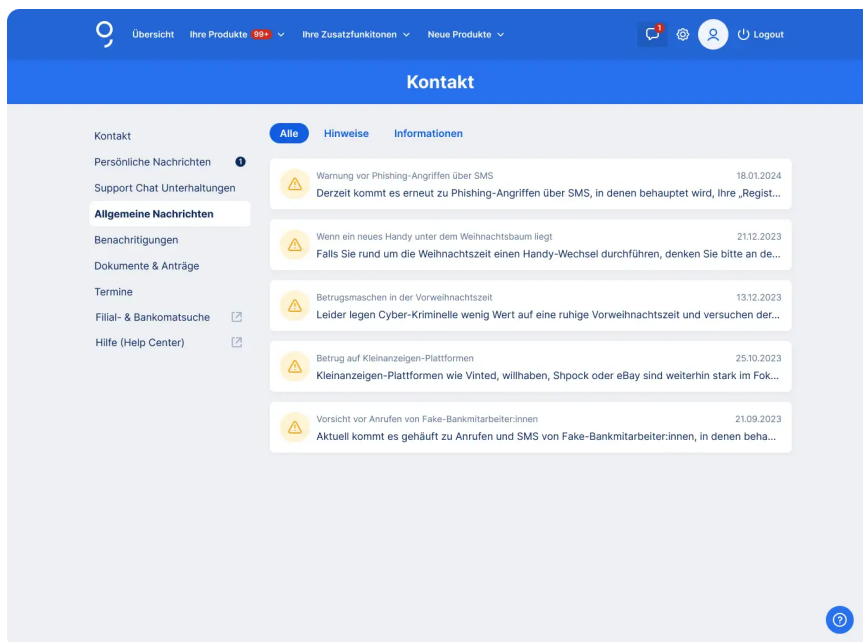 Übersicht
Ihre Produkte 99+
Ihre Zusatzfunkitonen
Neue Produkte
1
Logout
Kontakt
Kontakt
Persönliche Nachrichten 1
Support Chat Unterhaltungen
Allgemeine Nachrichten
Benachritigungen
Dokumente & Anträge
Termine
Filial- & Bankomatsuche
Hilfe (Help Center)
Alle
Hinweise
Informationen
Warnung vor Phishing-Angriffen über SMS 18.01.2024
Derzeit kommt es erneut zu Phishing-Angriffen über SMS, in denen behauptet wird, Ihre „Regist...
Wenn ein neues Handy unter dem Weihnachtsbaum liegt 21.12.2023
Falls Sie rund um die Weihnachtszeit einen Handy-Wechsel durchführen, denken Sie bitte an de...
Betrugsmaschen in der Vorweihnachtszeit 13.12.2023
Leider legen Cyber-Kriminelle wenig Wert auf eine ruhige Vorweihnachtszeit und versuchen der...
Betrug auf Kleinanzeigen-Plattformen 25.10.2023
Kleinanzeigen-Plattformen wie Vinted, willhaben, Shpock oder eBay sind weiterhin stark im Fok...
Vorsicht vor Anrufen von Fake-Bankmitarbeiter:innen 21.09.2023
Aktuell kommt es gehäuft zu Anrufen und SMS von Fake-Bankmitarbeiter:innen, in denen beha...